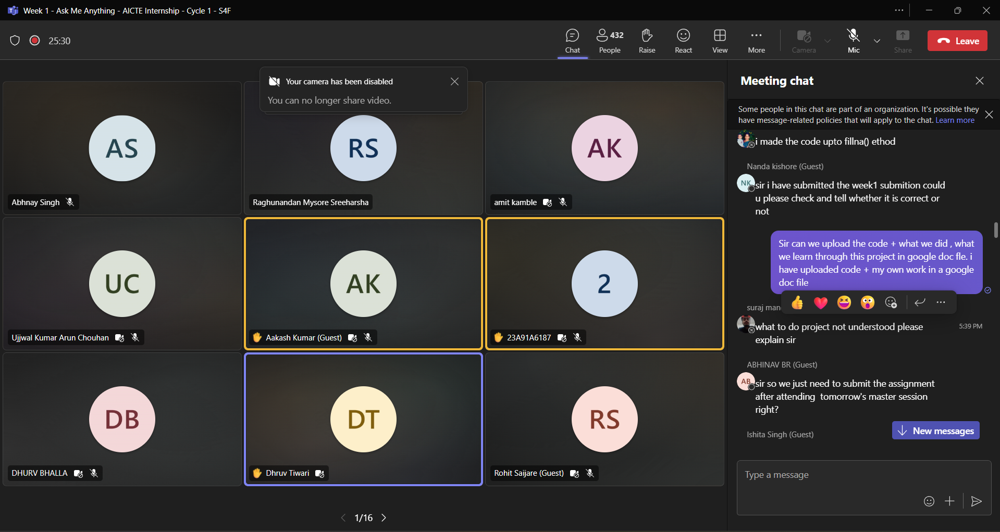 Week 1 - Ask Me Anything - AICTE Internship - Cycle 1 - S4F
25:30
Chat
432
People
Raise
React
View
More
Camera
Mic
Share
Leave
Your camera has been disabled
You can no longer share video.
AS
Abhnay Singh
RS
Raghunandan Mysore Sreeharsha
AK
amit kamble
UC
Ujjwal Kumar Arun Chouhan
AK
Aakash Kumar (Guest)
2
23A91A6187
DB
DHURV BHALLA
DT
Dhruv Tiwari
RS
Rohit Saijare (Guest)
1/16
Meeting chat
Some people in this chat are part of an organization. It's possible they
have message-related policies that will apply to the chat. Learn more
i made the code upto fillna() ethod
Nanda kishore (Guest)
NK
sir i have submitted the week1 submition could
u please check and tell whether it is correct or
not
Sir can we upload the code + what we did , what
we learn through this project in google doc fle. i
have uploaded code + my own work in a google
doc file
suraj man
what to do project not understood please
explain sir
5:39 PM
ABHINAV BR (Guest)
AB
sir so we just need to submit the assignment
after attending  tomorrow's master session
right?
Ishita Singh (Guest)
New messages
Type a message